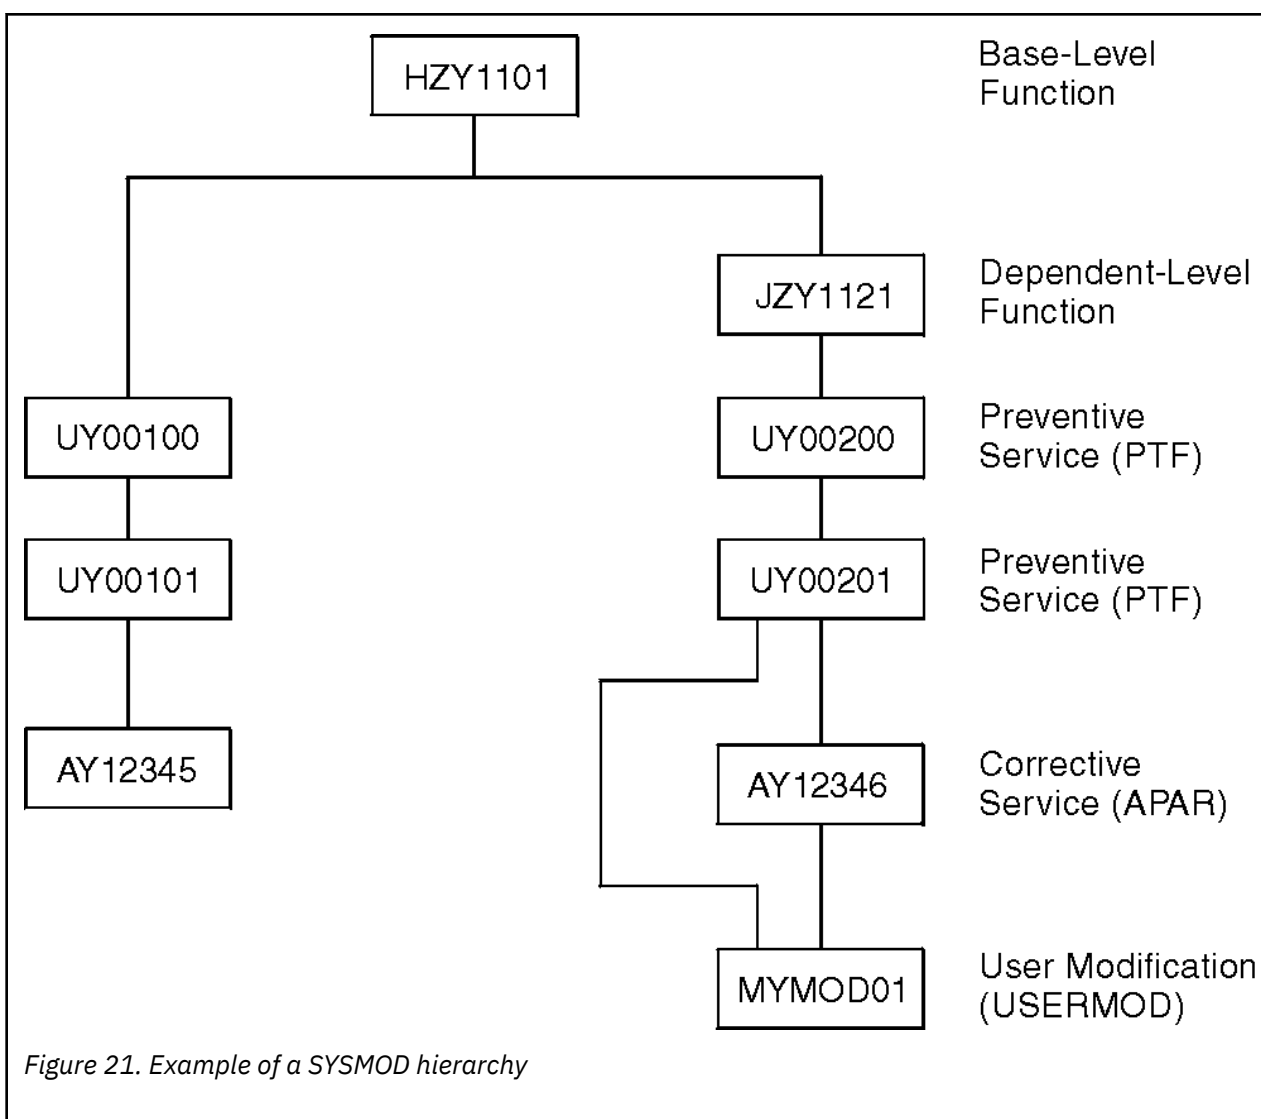 HZY1101
Base-Level
Function
JZY1121
Dependent-Level
Function
UY00100
UY00200
Preventive
Service (PTF)
UY00101
UY00201
Preventive
Service (PTF)
AY12345
AY12346
Corrective
Service (APAR)
MYMOD01
User Modification
(USERMOD)
Figure 21. Example of a SYSMOD hierarchy